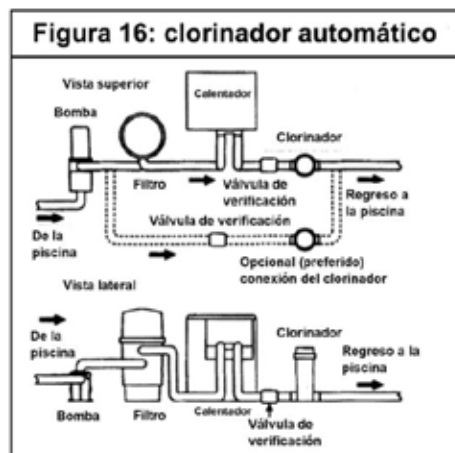 Figura 16: clorinador automático
Vista superior
Calentador
Bomba
Clorinador
Filtro
Válvula de
verificación
Regreso a
la piscina
Válvula de verificación
De la
piscina
Opcional (preferido)
conexión del clorinador
Vista lateral
De la
piscina
Clorinador
Regreso a la
piscina
Bomba
Filtro
Calentador
Válvula de
verificación